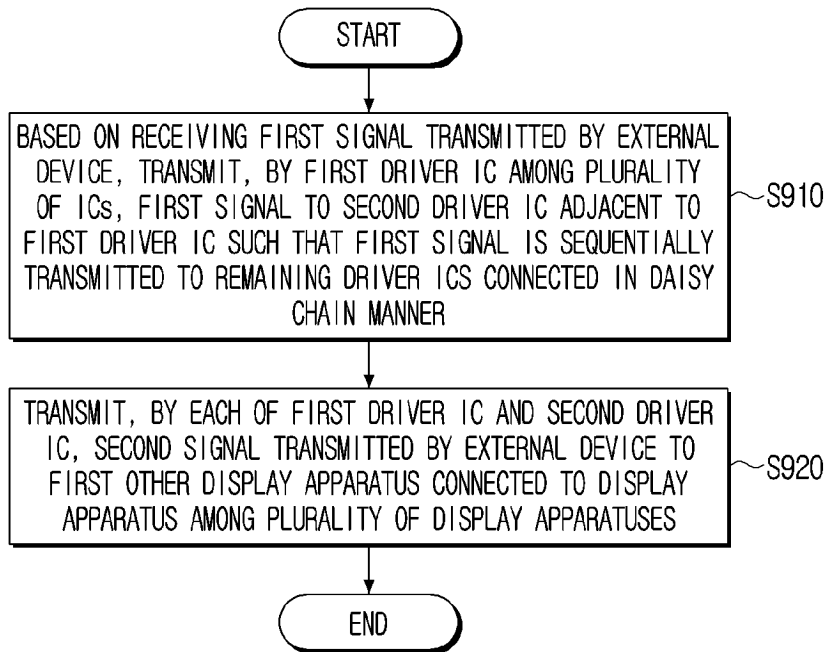 START
BASED ON RECEIVING FIRST SIGNAL TRANSMITTED BY EXTERNAL
DEVICE, TRANSMIT, BY FIRST DRIVER IC AMONG PLURALITY
OF ICs, FIRST SIGNAL TO SECOND DRIVER IC ADJACENT TO
FIRST DRIVER IC SUCH THAT FIRST SIGNAL IS SEQUENTIALLY
TRANSMITTED TO REMAINING DRIVER ICS CONNECTED IN DAISY
CHAIN MANNER
S910
TRANSMIT, BY EACH OF FIRST DRIVER IC AND SECOND DRIVER
IC, SECOND SIGNAL TRANSMITTED BY EXTERNAL DEVICE TO
FIRST OTHER DISPLAY APPARATUS CONNECTED TO DISPLAY
APPARATUS AMONG PLURALITY OF DISPLAY APPARATUSES
S920
END